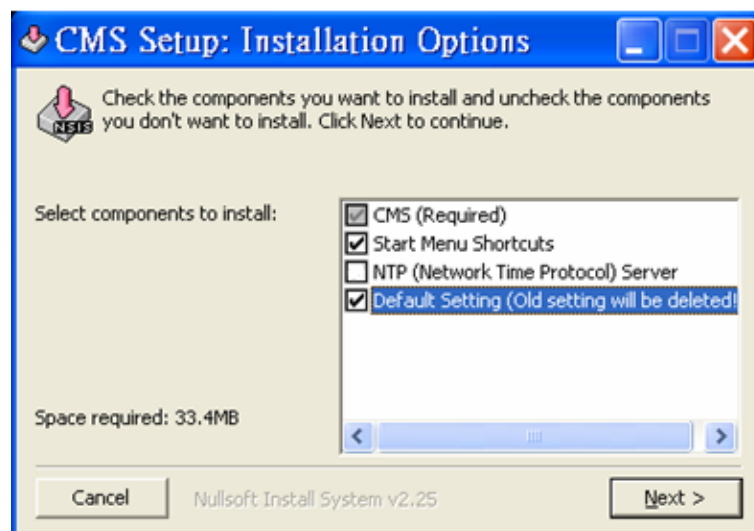 CMS Setup: Installation Options
Check the components you want to install and uncheck the components
you don't want to install. Click Next to continue.
NSIS
Select components to install:
CMS (Required)
Start Menu Shortcuts
NTP (Network Time Protocol) Server
Default Setting (Old setting will be deleted!
Space required: 33.4MB
Cancel
Nullsoft Install System v2.25
Next >